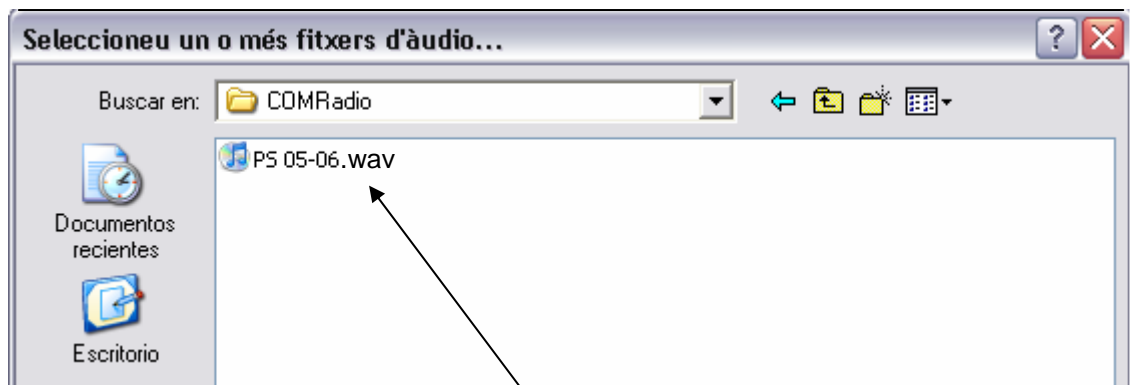 Seleccioneu un o més fitxers d'àudio...
Buscar en: COMRadio
PS 05-06.wav
Documentos
recientes
Escritorio